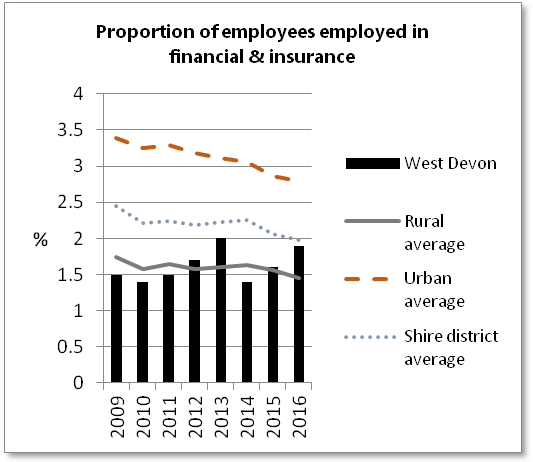 Proportion of employees employed in
financial & insurance
4
3.5
3
2.5
2
1.5
1
0.5
0
%
2009
2010
2011
2012
2013
2014
2015
2016
West Devon
Rural
average
Urban
average
Shire district
average